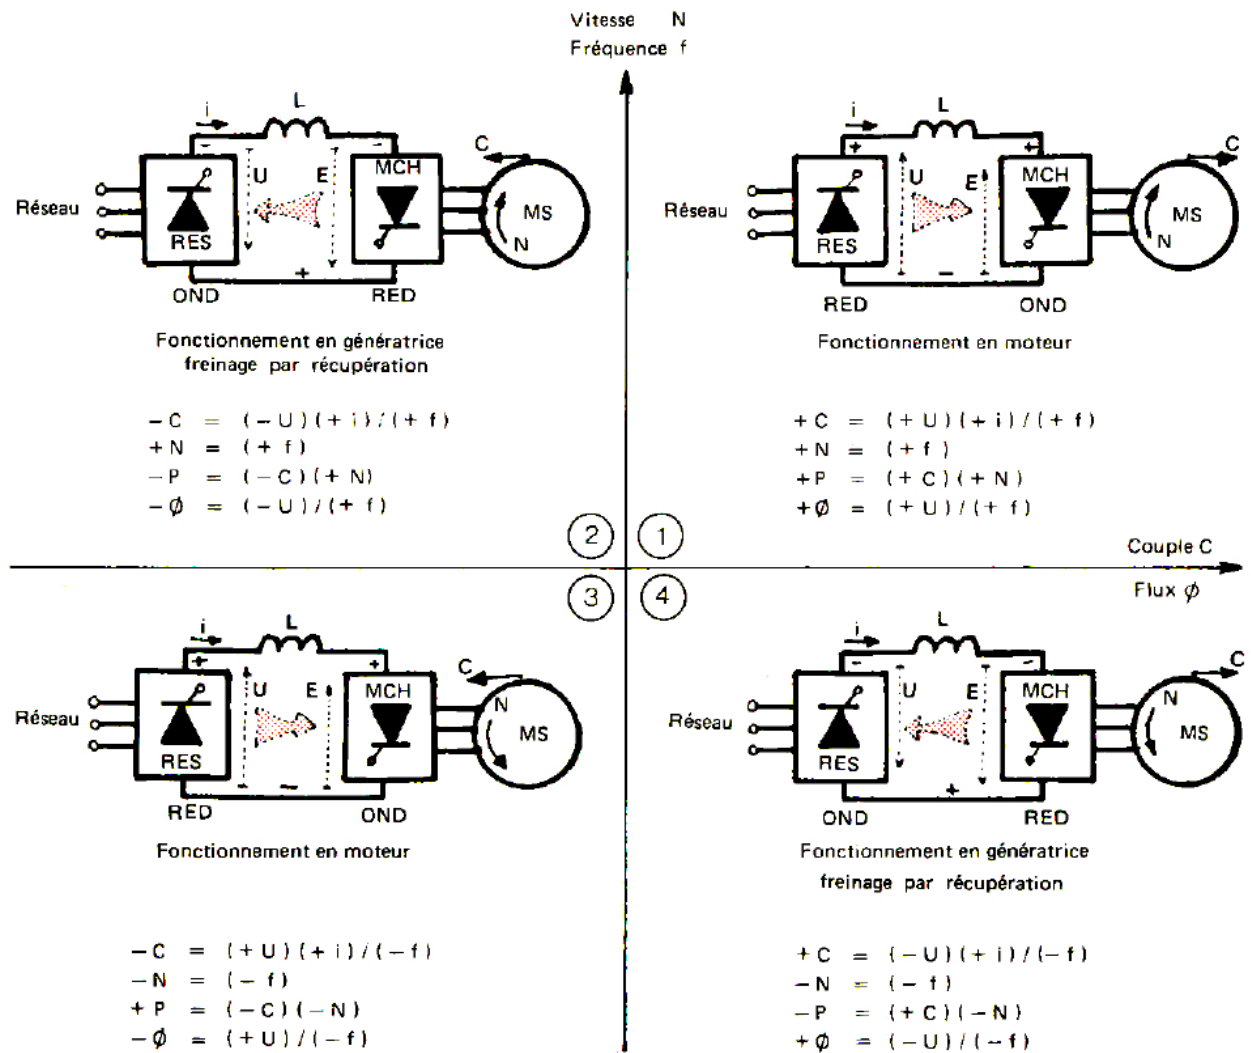 Vitesse N
Fréquence f
i L
- -
C
U E MCH
Réseau RES MS
N
+
OND RED
Fonctionnement en génératrice
freinage par récupération
- C = (- U) (+ i) / (+ f)
+ N = (+ f)
- P = (- C) (+ N)
- Ø = (- U) / (+ f)
i L
+ +
C
U E MCH
Réseau RES MS
N
-
RED OND
Fonctionnement en moteur
+ C = (+ U) (+ i) / (+ f)
+ N = (+ f)
+ P = (+ C) (+ N)
+ Ø = (+ U) / (+ f)
2 1
Couple C
3 4
Flux ϕ
i L
+ +
C
U E MCH
N
Réseau RES MS
-
RED OND
Fonctionnement en moteur
- C = (+ U) (+ i) / (- f)
- N = (- f)
+ P = (- C) (- N)
- Ø = (+ U) / (- f)
i L
- -
C
U E MCH
N
Réseau RES MS
+
OND RED
Fonctionnement en génératrice
freinage par récupération
+ C = (- U) (+ i) / (- f)
- N = (- f)
- P = (+ C) (- N)
+ Ø = (- U) / (- f)